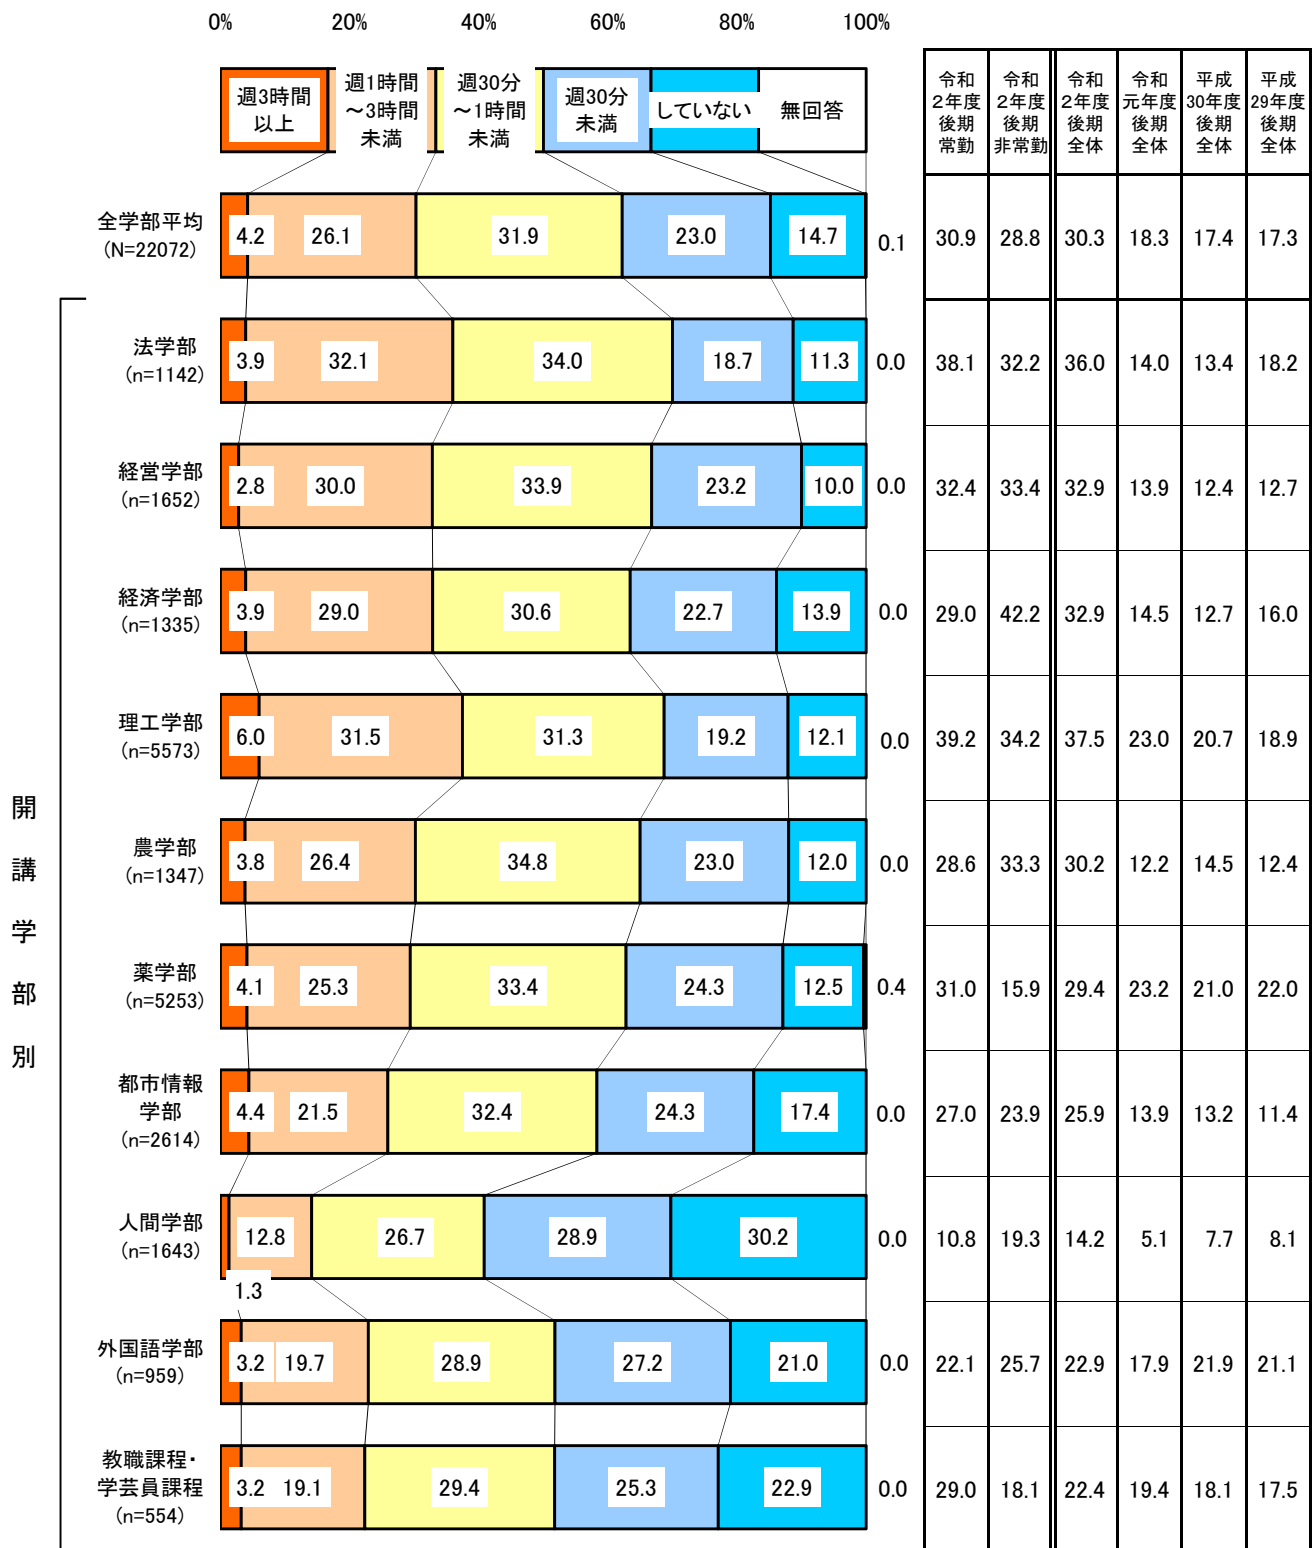 0% 20% 40% 60% 80% 100%
週3時間
以上
週1時間
～3時間
未満
週30分
～1時間
未満
週30分
未満
していない
無回答
令和
2年度
後期
常勤
令和
2年度
後期
非常勤
令和
2年度
後期
全体
令和
元年度
後期
全体
平成
30年度
後期
全体
平成
29年度
後期
全体
全学部平均
(N=22072)
4.2 26.1 31.9 23.0 14.7 0.1 30.9 28.8 30.3 18.3 17.4 17.3
開講学部別
法学部
(n=1142)
3.9 32.1 34.0 18.7 11.3 0.0 38.1 32.2 36.0 14.0 13.4 18.2
経営学部
(n=1652)
2.8 30.0 33.9 23.2 10.0 0.0 32.4 33.4 32.9 13.9 12.4 12.7
経済学部
(n=1335)
3.9 29.0 30.6 22.7 13.9 0.0 29.0 42.2 32.9 14.5 12.7 16.0
理工学部
(n=5573)
6.0 31.5 31.3 19.2 12.1 0.0 39.2 34.2 37.5 23.0 20.7 18.9
農学部
(n=1347)
3.8 26.4 34.8 23.0 12.0 0.0 28.6 33.3 30.2 12.2 14.5 12.4
薬学部
(n=5253)
4.1 25.3 33.4 24.3 12.5 0.4 31.0 15.9 29.4 23.2 21.0 22.0
都市情報
学部
(n=2614)
4.4 21.5 32.4 24.3 17.4 0.0 27.0 23.9 25.9 13.9 13.2 11.4
人間学部
(n=1643)
1.3 12.8 26.7 28.9 30.2 0.0 10.8 19.3 14.2 5.1 7.7 8.1
外国語学部
(n=959)
3.2 19.7 28.9 27.2 21.0 0.0 22.1 25.7 22.9 17.9 21.9 21.1
教職課程・
学芸員課程
(n=554)
3.2 19.1 29.4 25.3 22.9 0.0 29.0 18.1 22.4 19.4 18.1 17.5